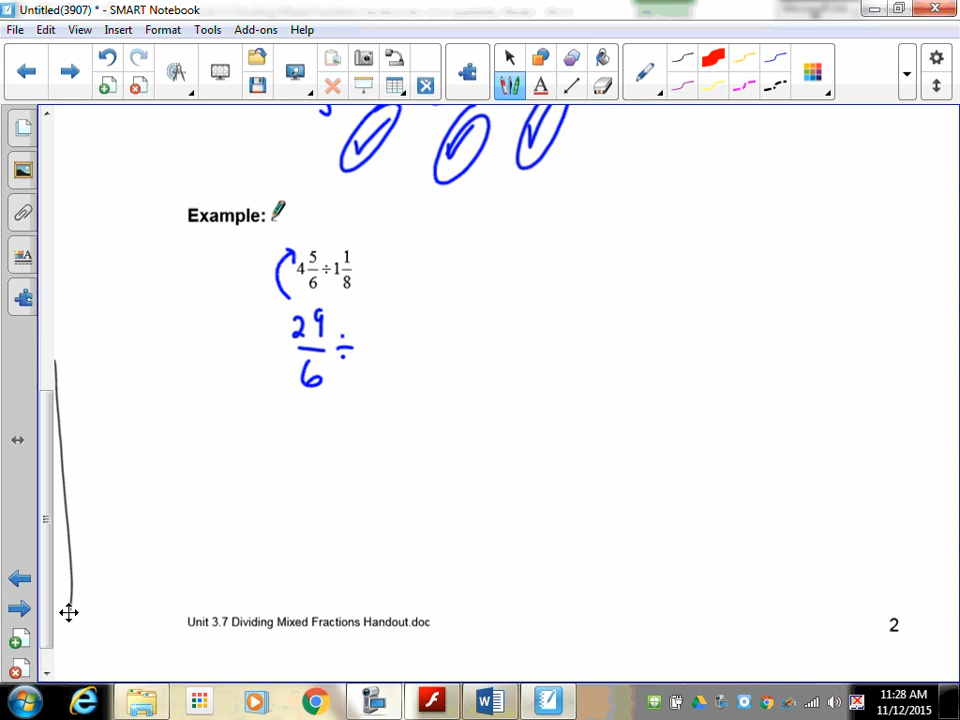 Untitled(3907) * - SMART Notebook
File Edit View Insert Format Tools Add-ons Help
Example:
4 5/6 ÷ 1 1/8
29/6 ÷
Unit 3.7 Dividing Mixed Fractions Handout.doc
2
11:28 AM
11/12/2015